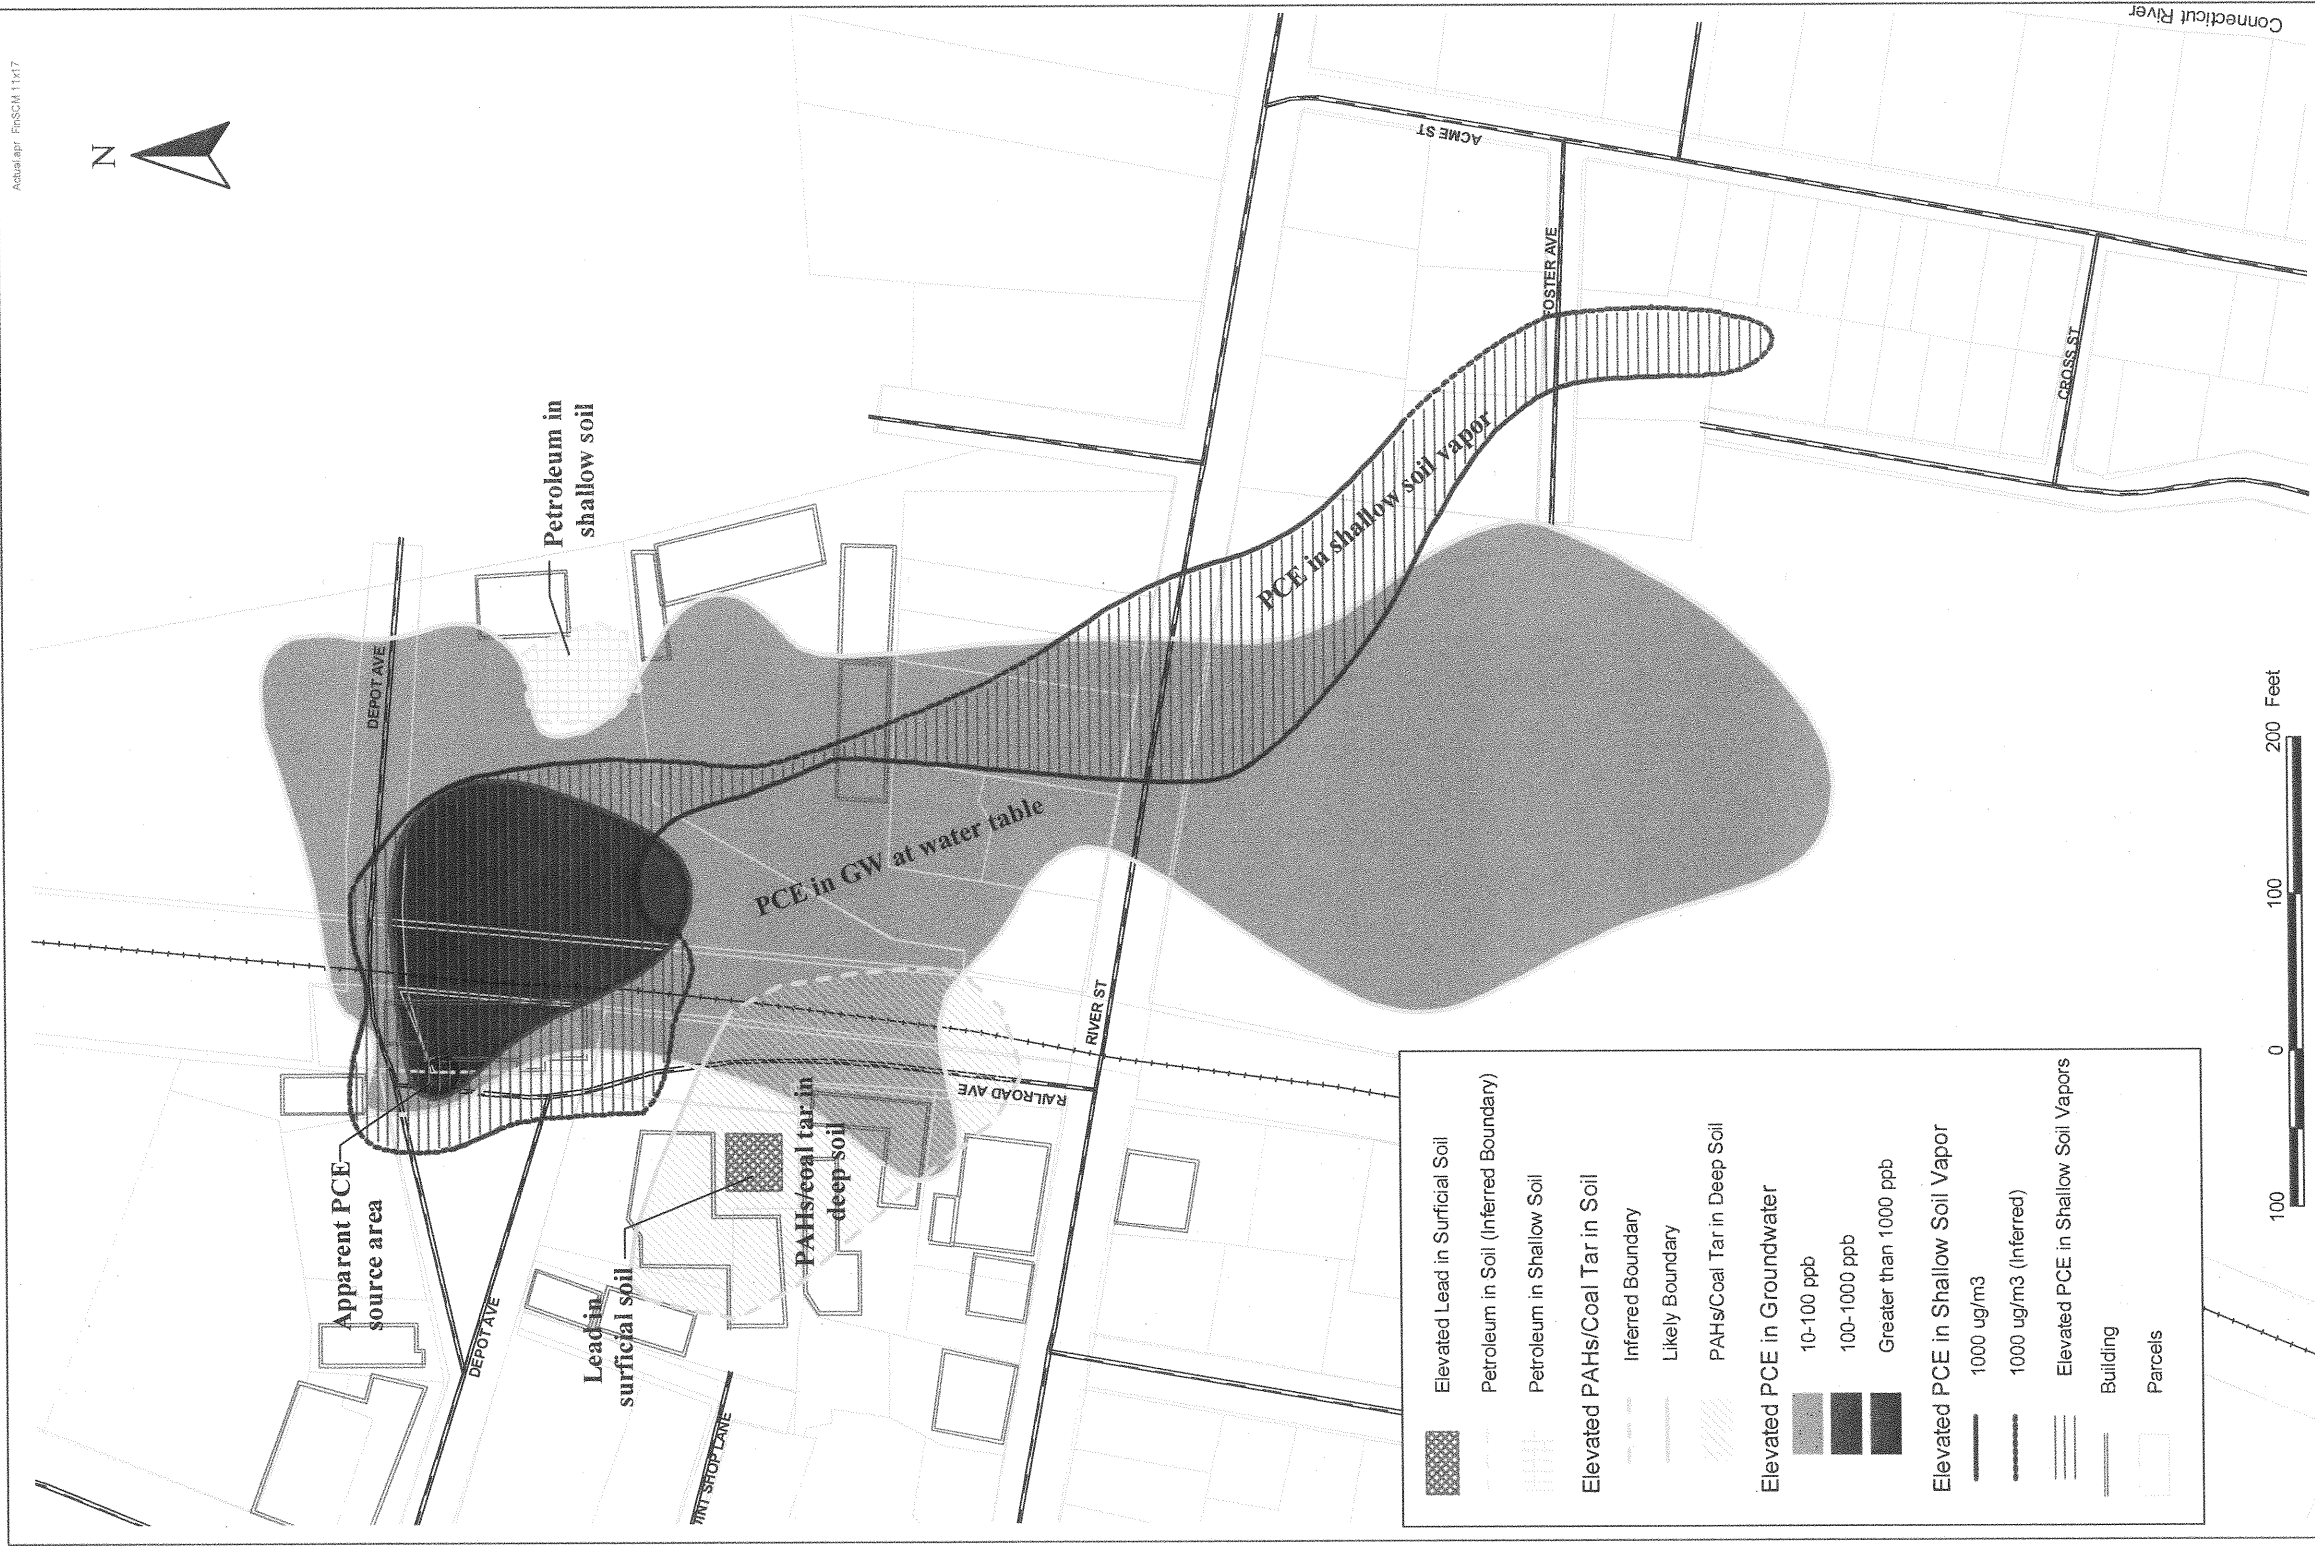 Actual.apr FinSCM 11x17
N
Connecticut River
ACME ST
FOSTER AVE
CROSS ST
DEPOT AVE
Petroleum in
shallow soil
PCE in shallow soil vapor
PCE in GW at water table
RIVER ST
RAILROAD AVE
Apparent PCE
source area
DEPOT AVE
Lead in
surficial soil
PAHs/coal tar in
deep soil
SHOP LANE
Elevated Lead in Surficial Soil
Petroleum in Soil (Inferred Boundary)
Petroleum in Shallow Soil
Elevated PAHs/Coal Tar in Soil
Inferred Boundary
Likely Boundary
PAHs/Coal Tar in Deep Soil
Elevated PCE in Groundwater
10-100 ppb
100-1000 ppb
Greater than 1000 ppb
Elevated PCE in Shallow Soil Vapor
1000 ug/m3
1000 ug/m3 (Inferred)
Elevated PCE in Shallow Soil Vapors
Building
Parcels
100 0 100 200 Feet